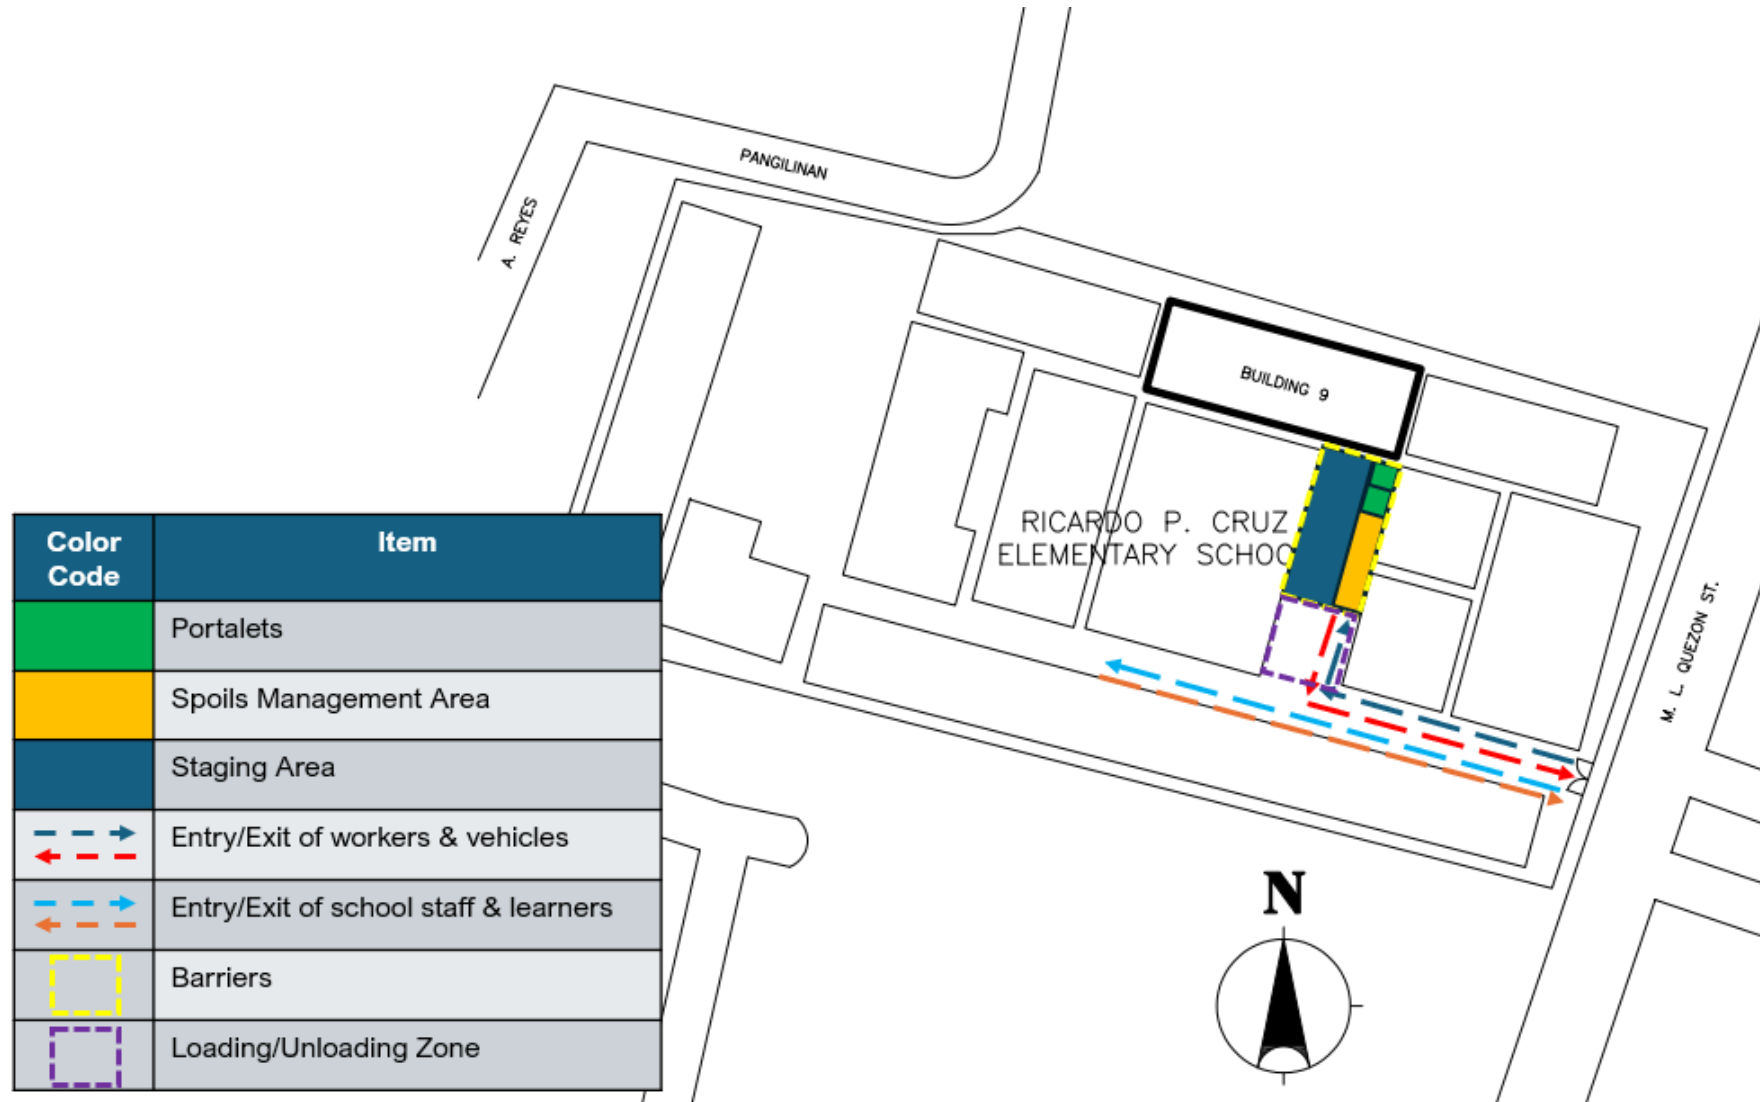 PANGILINAN
A. REYES
BUILDING 9
RICARDO P. CRUZ
ELEMENTARY SCHOO
M. L. QUEZON ST.
Color Code
Item
Portalets
Spoils Management Area
Staging Area
Entry/Exit of workers & vehicles
Entry/Exit of school staff & learners
Barriers
Loading/Unloading Zone
N